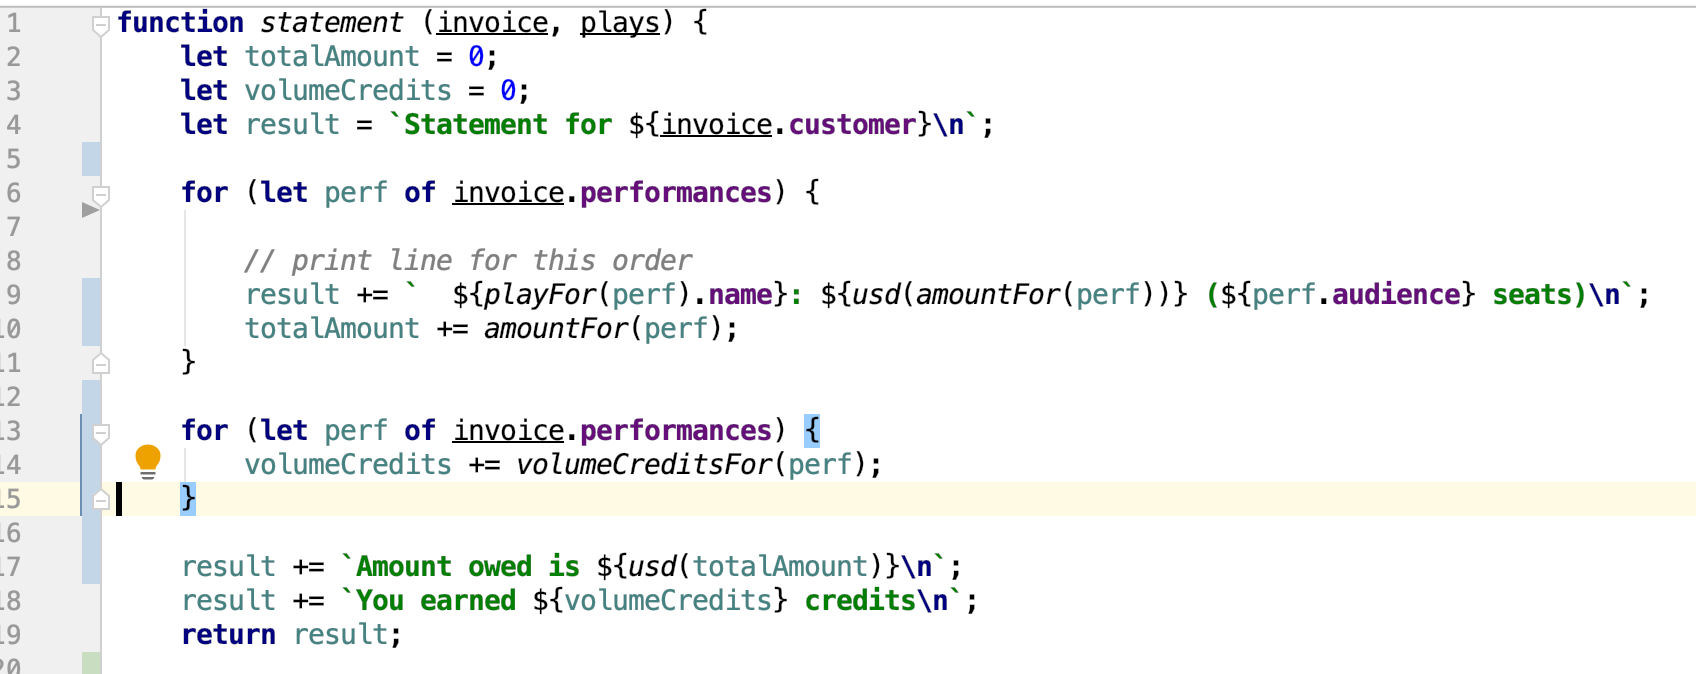 1 function statement (invoice, plays) {
2 let totalAmount = 0;
3 let volumeCredits = 0;
4 let result = `Statement for ${invoice.customer}\n`;
5
6 for (let perf of invoice.performances) {
7
8 // print line for this order
9 result += `  ${playFor(perf).name}: ${usd(amountFor(perf))} (${perf.audience} seats)\n`;
10 totalAmount += amountFor(perf);
11 }
12
13 for (let perf of invoice.performances) {
14 volumeCredits += volumeCreditsFor(perf);
15 }
16
17 result += `Amount owed is ${usd(totalAmount)}\n`;
18 result += `You earned ${volumeCredits} credits\n`;
19 return result;
20